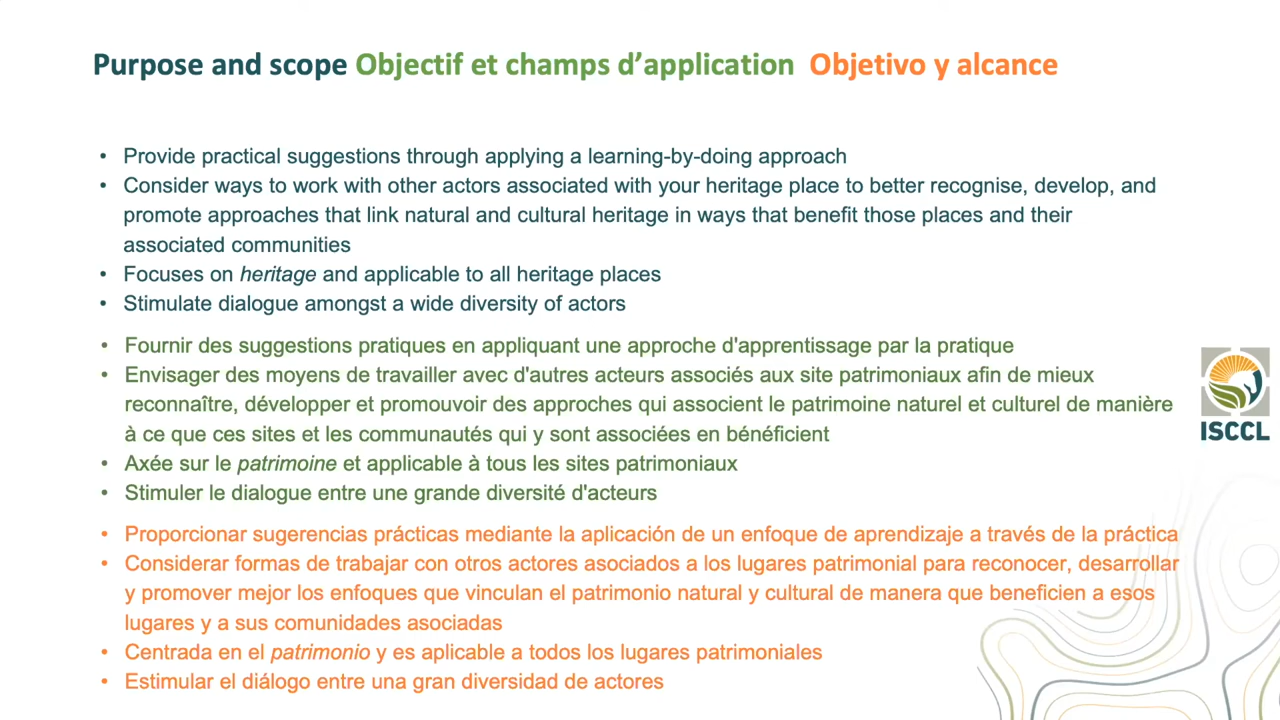 Purpose and scope Objectif et champs d’application Objetivo y alcance
• Provide practical suggestions through applying a learning-by-doing approach
• Consider ways to work with other actors associated with your heritage place to better recognise, develop, and
promote approaches that link natural and cultural heritage in ways that benefit those places and their
associated communities
• Focuses on heritage and applicable to all heritage places
• Stimulate dialogue amongst a wide diversity of actors
• Fournir des suggestions pratiques en appliquant une approche d'apprentissage par la pratique
• Envisager des moyens de travailler avec d'autres acteurs associés aux site patrimoniaux afin de mieux
reconnaître, développer et promouvoir des approches qui associent le patrimoine naturel et culturel de manière
à ce que ces sites et les communautés qui y sont associées en bénéficient
• Axée sur le patrimoine et applicable à tous les sites patrimoniaux
• Stimuler le dialogue entre une grande diversité d'acteurs
• Proporcionar sugerencias prácticas mediante la aplicación de un enfoque de aprendizaje a través de la práctica
• Considerar formas de trabajar con otros actores asociados a los lugares patrimonial para reconocer, desarrollar
y promover mejor los enfoques que vinculan el patrimonio natural y cultural de manera que beneficien a esos
lugares y a sus comunidades asociadas
• Centrada en el patrimonio y es aplicable a todos los lugares patrimoniales
• Estimular el diálogo entre una gran diversidad de actores
ISCCL